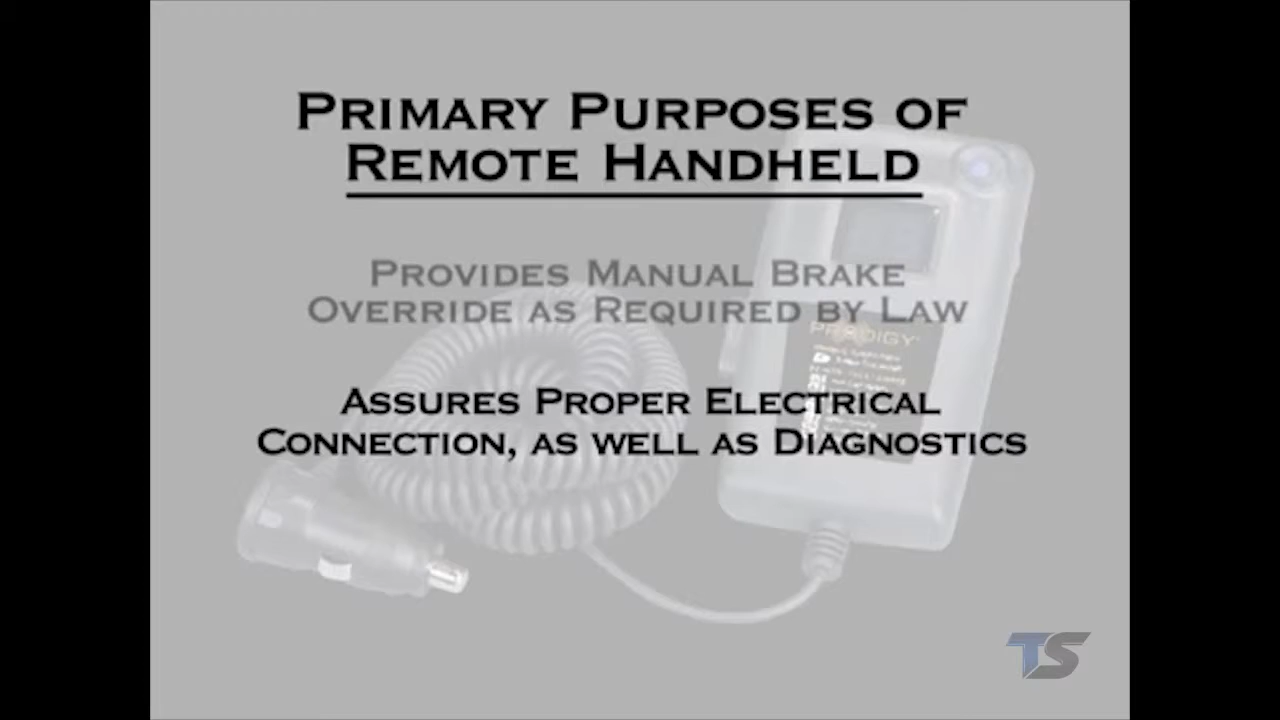 PRIMARY PURPOSES OF
REMOTE HANDHELD
PROVIDES MANUAL BRAKE
OVERRIDE AS REQUIRED BY LAW
PRODIGY
ASSURES PROPER ELECTRICAL
CONNECTION, AS WELL AS DIAGNOSTICS
TS